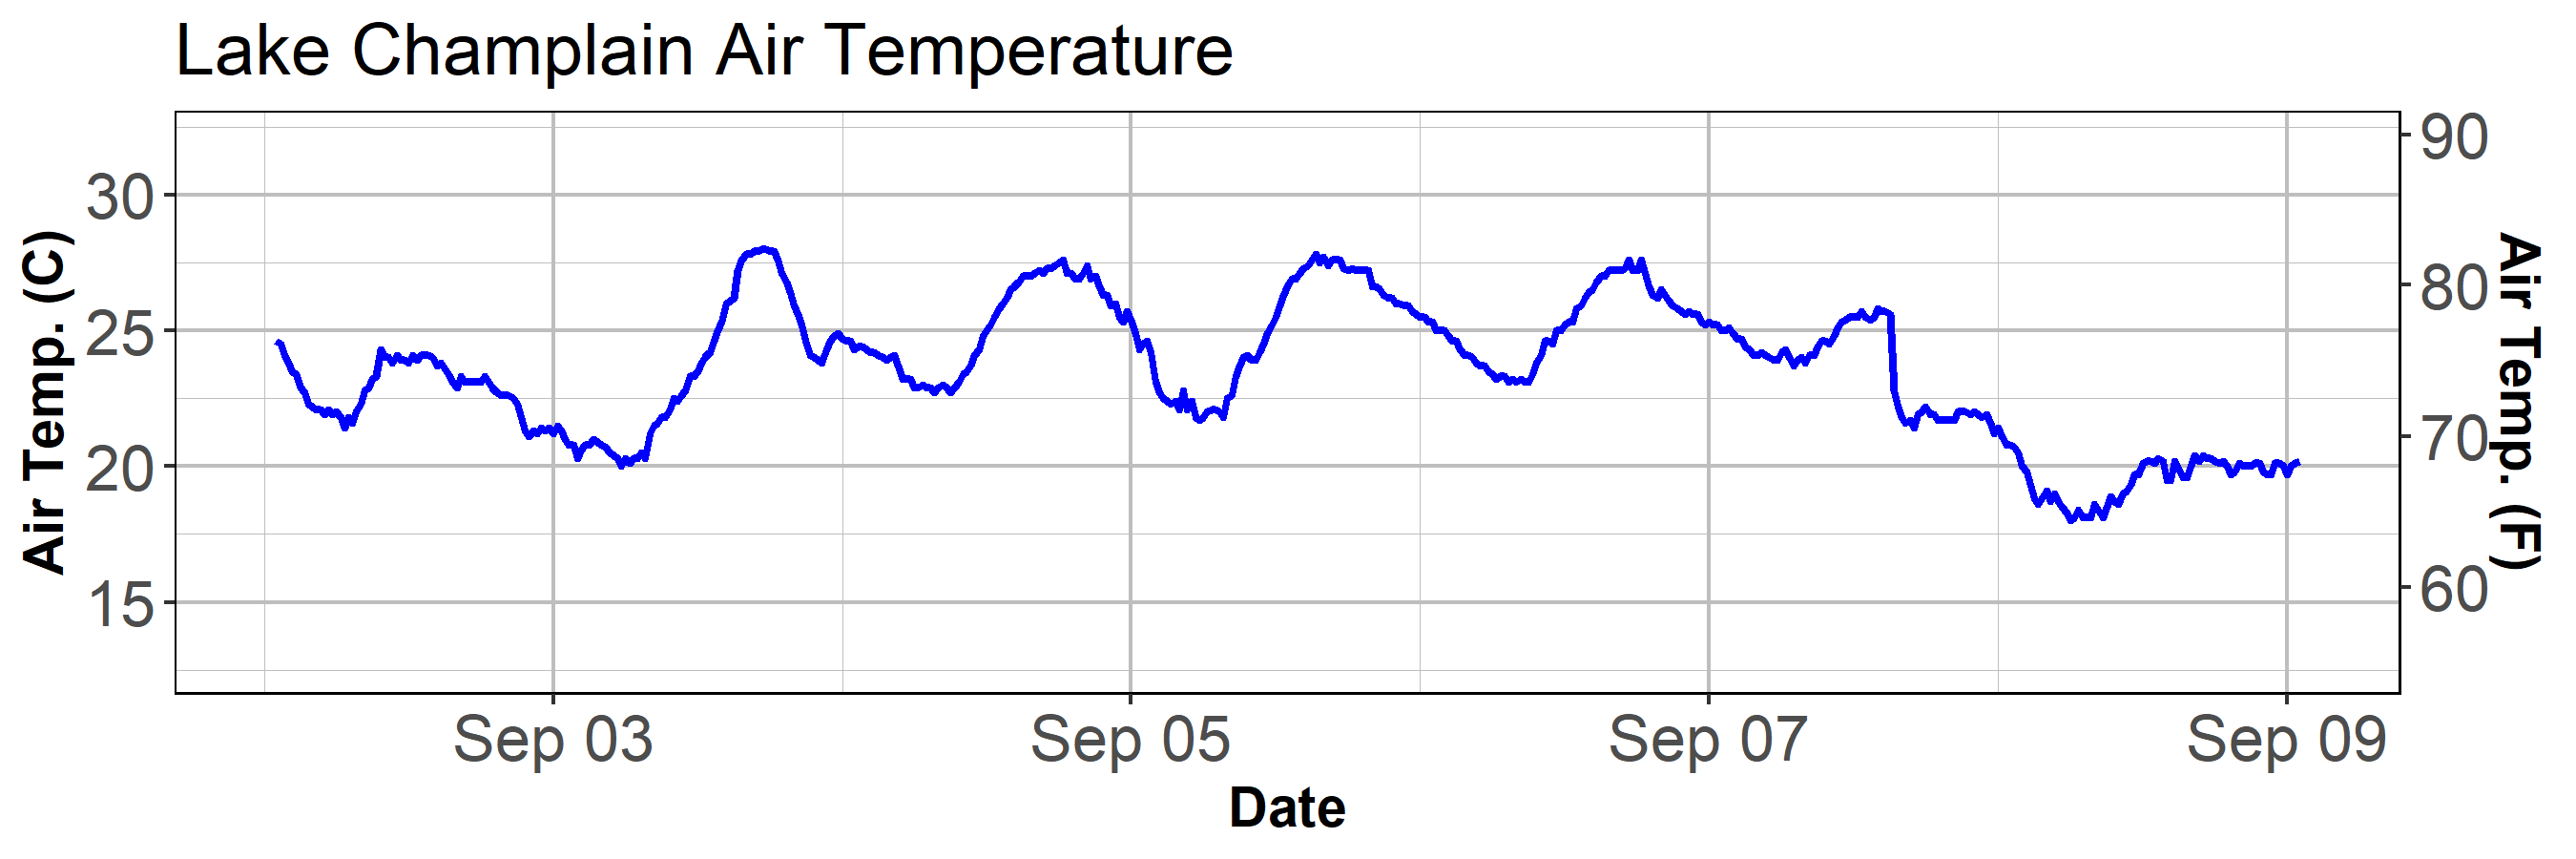 Lake Champlain Air Temperature
Air Temp. (C)
30
25
20
15
90
80
70
60
Air Temp. (F)
Sep 03
Sep 05
Sep 07
Sep 09
Date